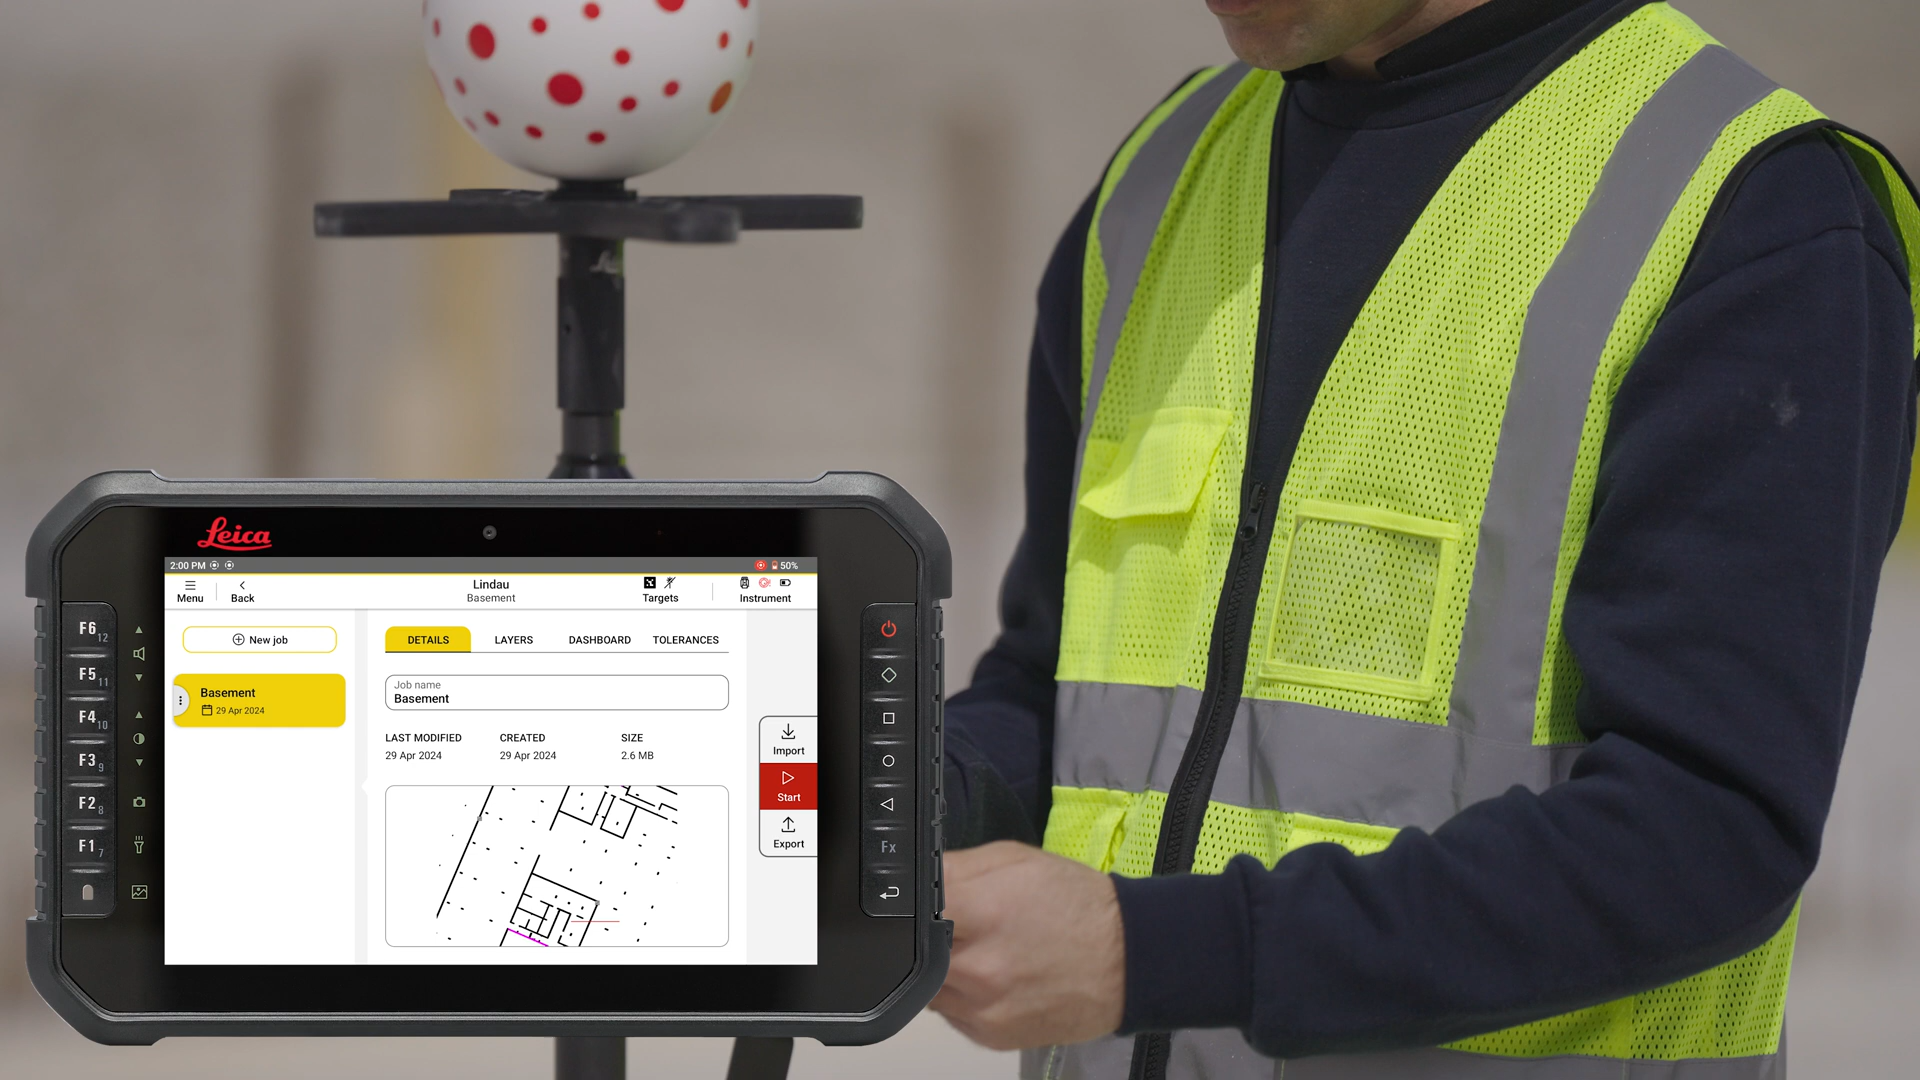 Leica
2:00 PM 50%
Menu Back
Lindau
Basement
Targets
Instrument
New job
Basement
29 Apr 2024
DETAILS LAYERS DASHBOARD TOLERANCES
Job name
Basement
LAST MODIFIED CREATED SIZE
29 Apr 2024 29 Apr 2024 2.6 MB
Import
Start
Export
F6 12
F5 11
F4 10
F3 9
F2 8
F1 7
Fx